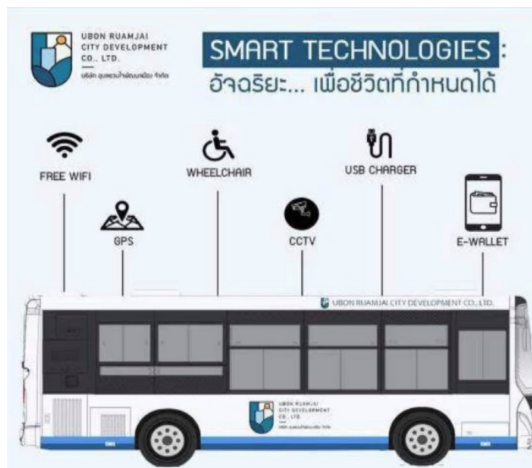 UBON RUAMJAI
CITY DEVELOPMENT
CO., LTD.
SMART TECHNOLOGIES :
อัจฉริยะ... เพื่อชีวิตที่กำหนดได้
FREE WIFI
GPS
WHEELCHAIR
CCTV
USB CHARGER
E-WALLET
UBON RUAMJAI CITY DEVELOPMENT CO., LTD.
UBON RUAMJAI
CITY DEVELOPMENT
CO., LTD.